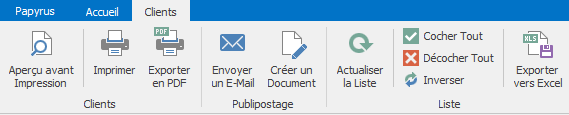 Papyrus Accueil Clients
PDF XLS
Aperçu avant Impression
Imprimer
Exporter en PDF
Envoyer un E-Mail
Créer un Document
Actualiser la Liste
Cocher Tout
Décocher Tout
Inverser
Exporter vers Excel
Clients Publipostage Liste